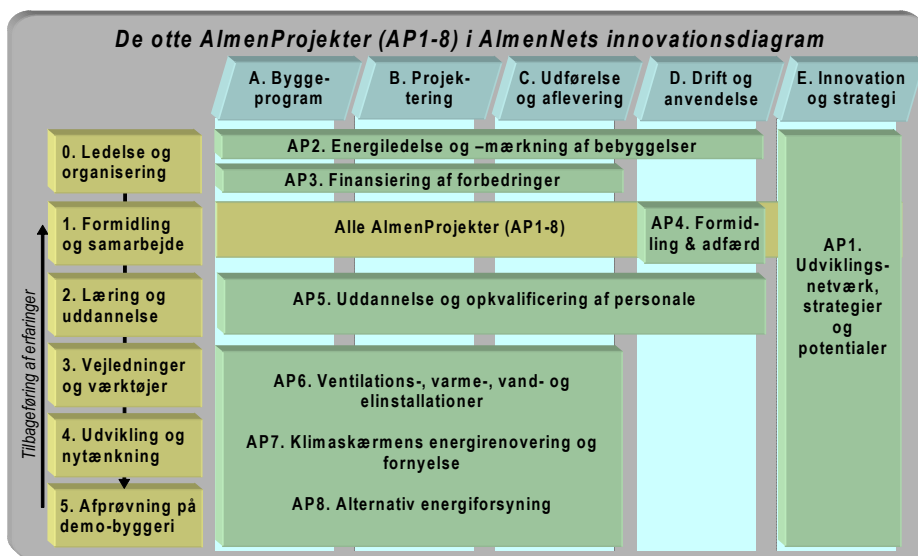 De otte AlmenProjekter (AP1-8) i AlmenNets innovationsdiagram
A. Bygge-
program
B. Projek-
tering
C. Udførelse
og aflevering
D. Drift og
anvendelse
E. Innovation
og strategi
0. Ledelse og
organisering
AP2. Energiledelse og –mærkning af bebyggelser
AP3. Finansiering af forbedringer
1. Formidling
og samarbejde
Alle AlmenProjekter (AP1-8)
AP4. Formid-
ling & adfærd
AP1.
Udviklings-
netværk,
strategier
og
potentialer
2. Læring og
uddannelse
AP5. Uddannelse og opkvalificering af personale
3. Vejledninger
og værktøjer
AP6. Ventilations-, varme-, vand- og
elinstallationer
4. Udvikling og
nytænkning
AP7. Klimaskærmens energirenovering og
fornyelse
5. Afprøvning på
demo-byggeri
AP8. Alternativ energiforsyning
Tilbageføring af erfaringer